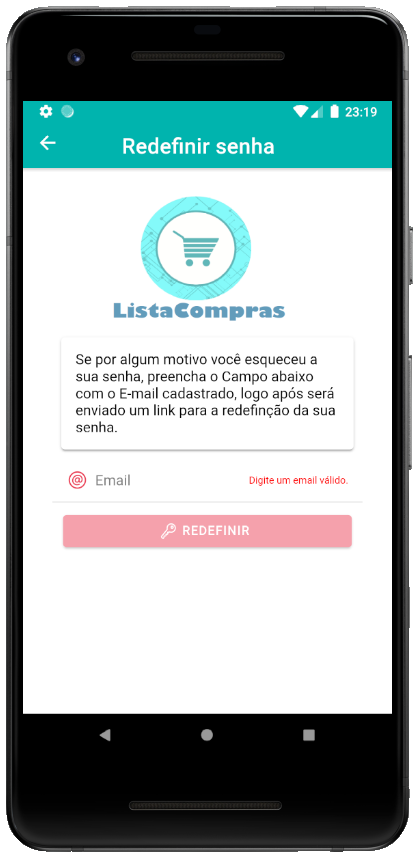 23:19
Redefinir senha
ListaCompras
Se por algum motivo você esqueceu a
sua senha, preencha o Campo abaixo
com o E-mail cadastrado, logo após será
enviado um link para a redefinção da sua
senha.
Email Digite um email válido.
REDEFINIR